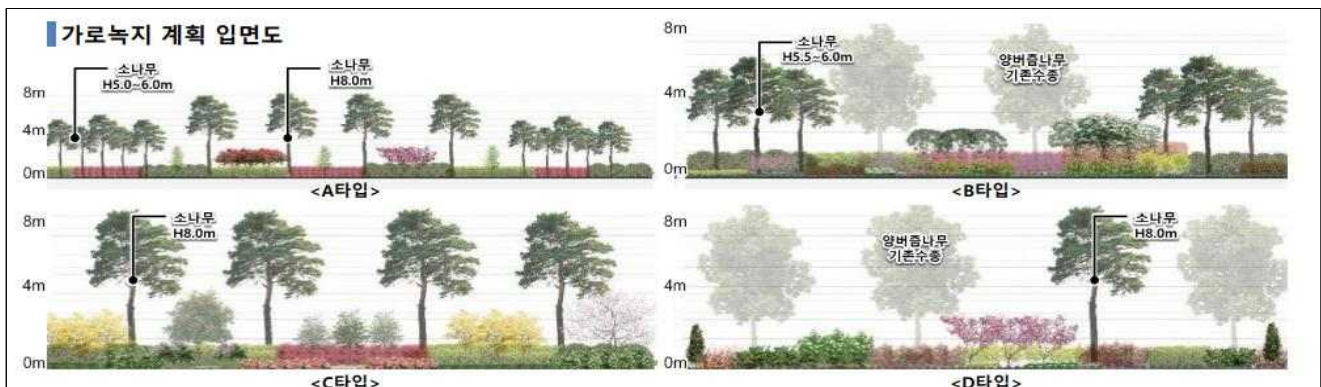 가로녹지 계획 입면도
소나무
H5.0~6.0m
소나무
H8.0m
8m
4m
0m
<A타입>
소나무
H5.5~6.0m
양버즘나무
기존수종
8m
4m
0m
<B타입>
소나무
H8.0m
8m
4m
0m
<C타입>
양버즘나무
기존수종
소나무
H8.0m
8m
4m
0m
<D타입>